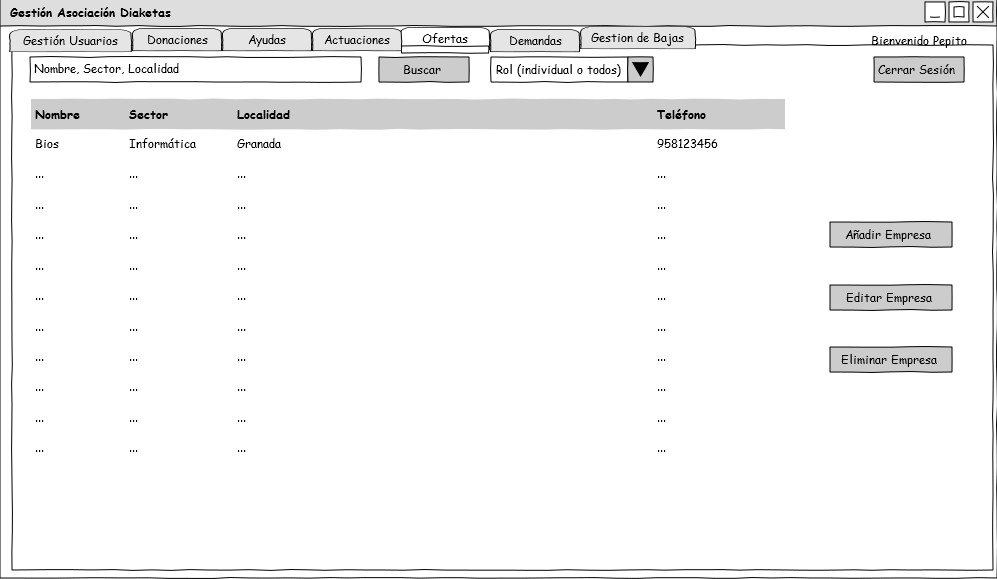 Gestión Asociación Diaketas
Gestión Usuarios Donaciones Ayudas Actuaciones Ofertas Demandas Gestion de Bajas Bienvenido Pepito
Nombre, Sector, Localidad Buscar Rol (individual o todos) Cerrar Sesión
Nombre Sector Localidad Teléfono
Bios Informática Granada 958123456
... ... ... ...
... ... ... ...
... ... ... ... Añadir Empresa
... ... ... ...
... ... ... ... Editar Empresa
... ... ... ...
... ... ... ... Eliminar Empresa
... ... ... ...
... ... ... ...
... ... ... ...